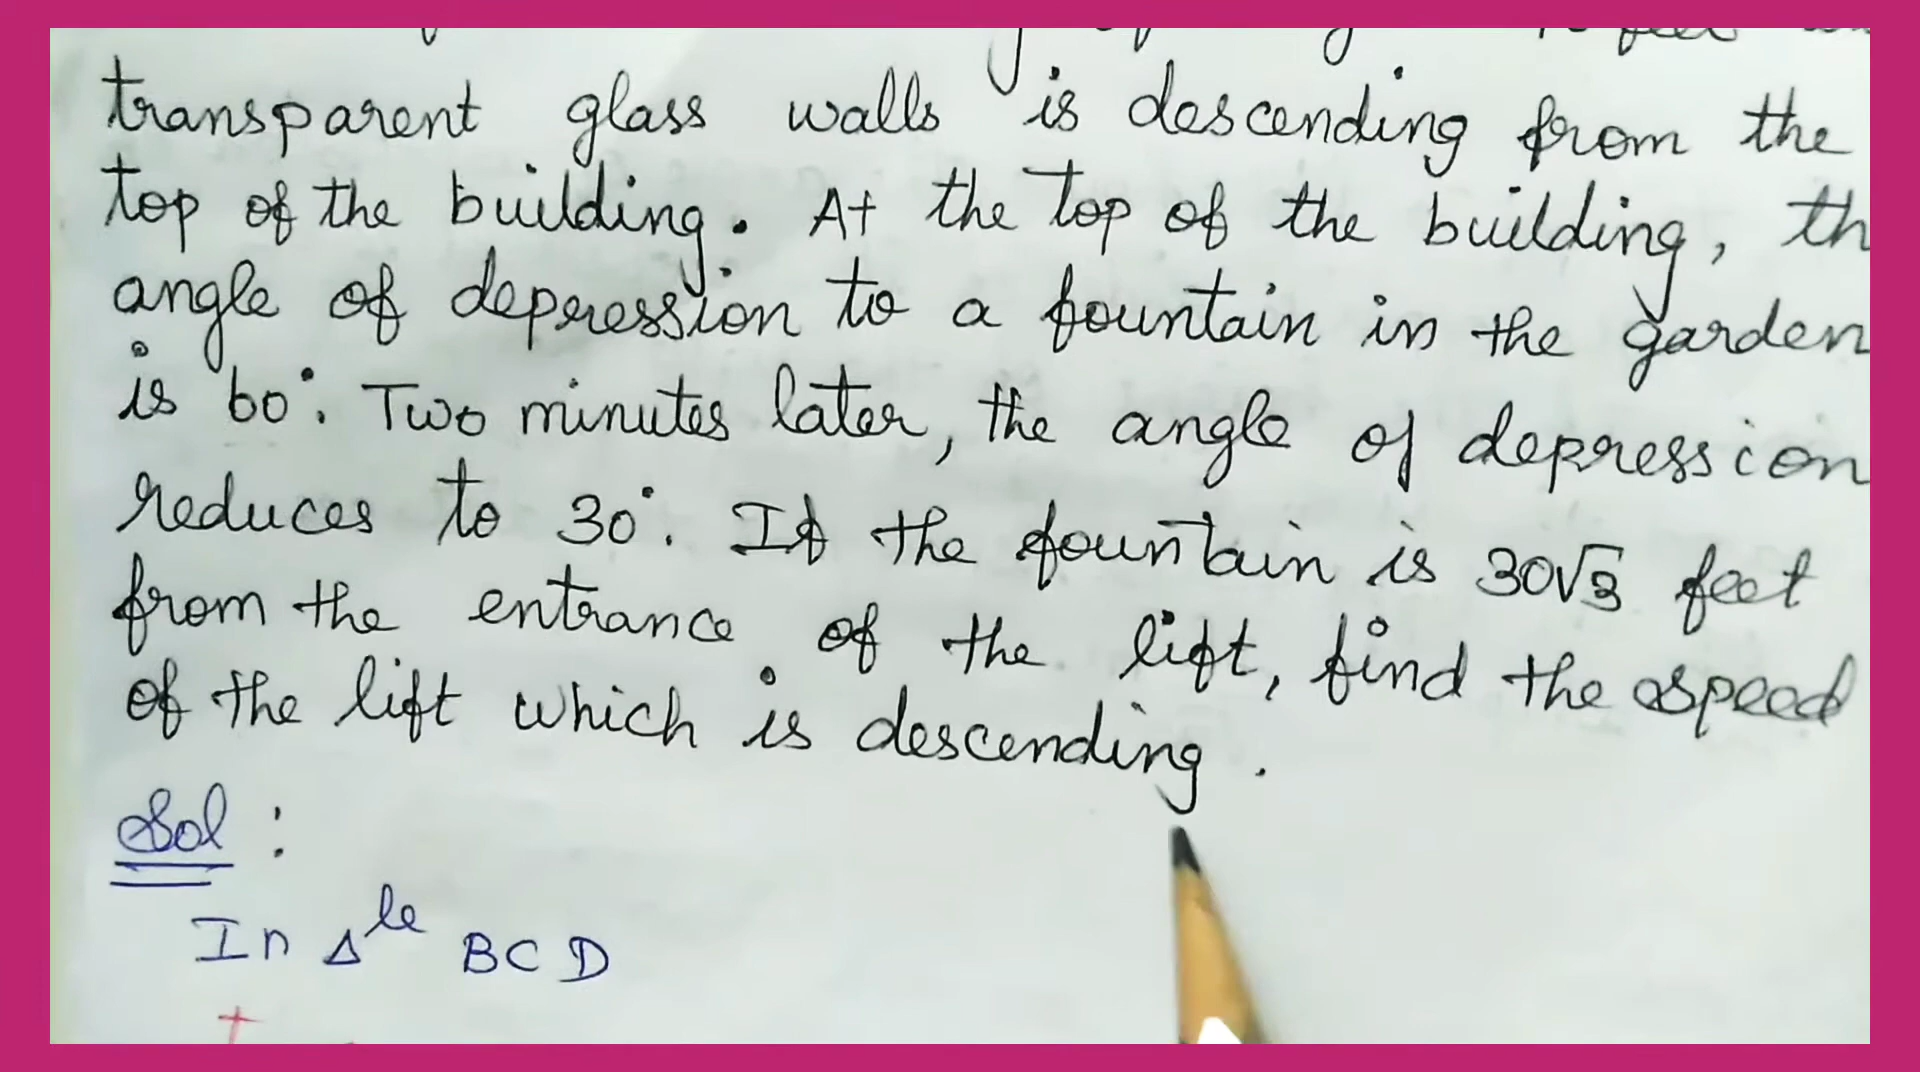 transparent glass walls is descending from the
top of the building. At the top of the building, th
angle of depression to a fountain in the garden
is 60°. Two minutes later, the angle of depression
reduces to 30°. If the fountain is 30√3 feet
from the entrance of the lift, find the speed
of the lift which is descending.
Sol :
In Δle BCD